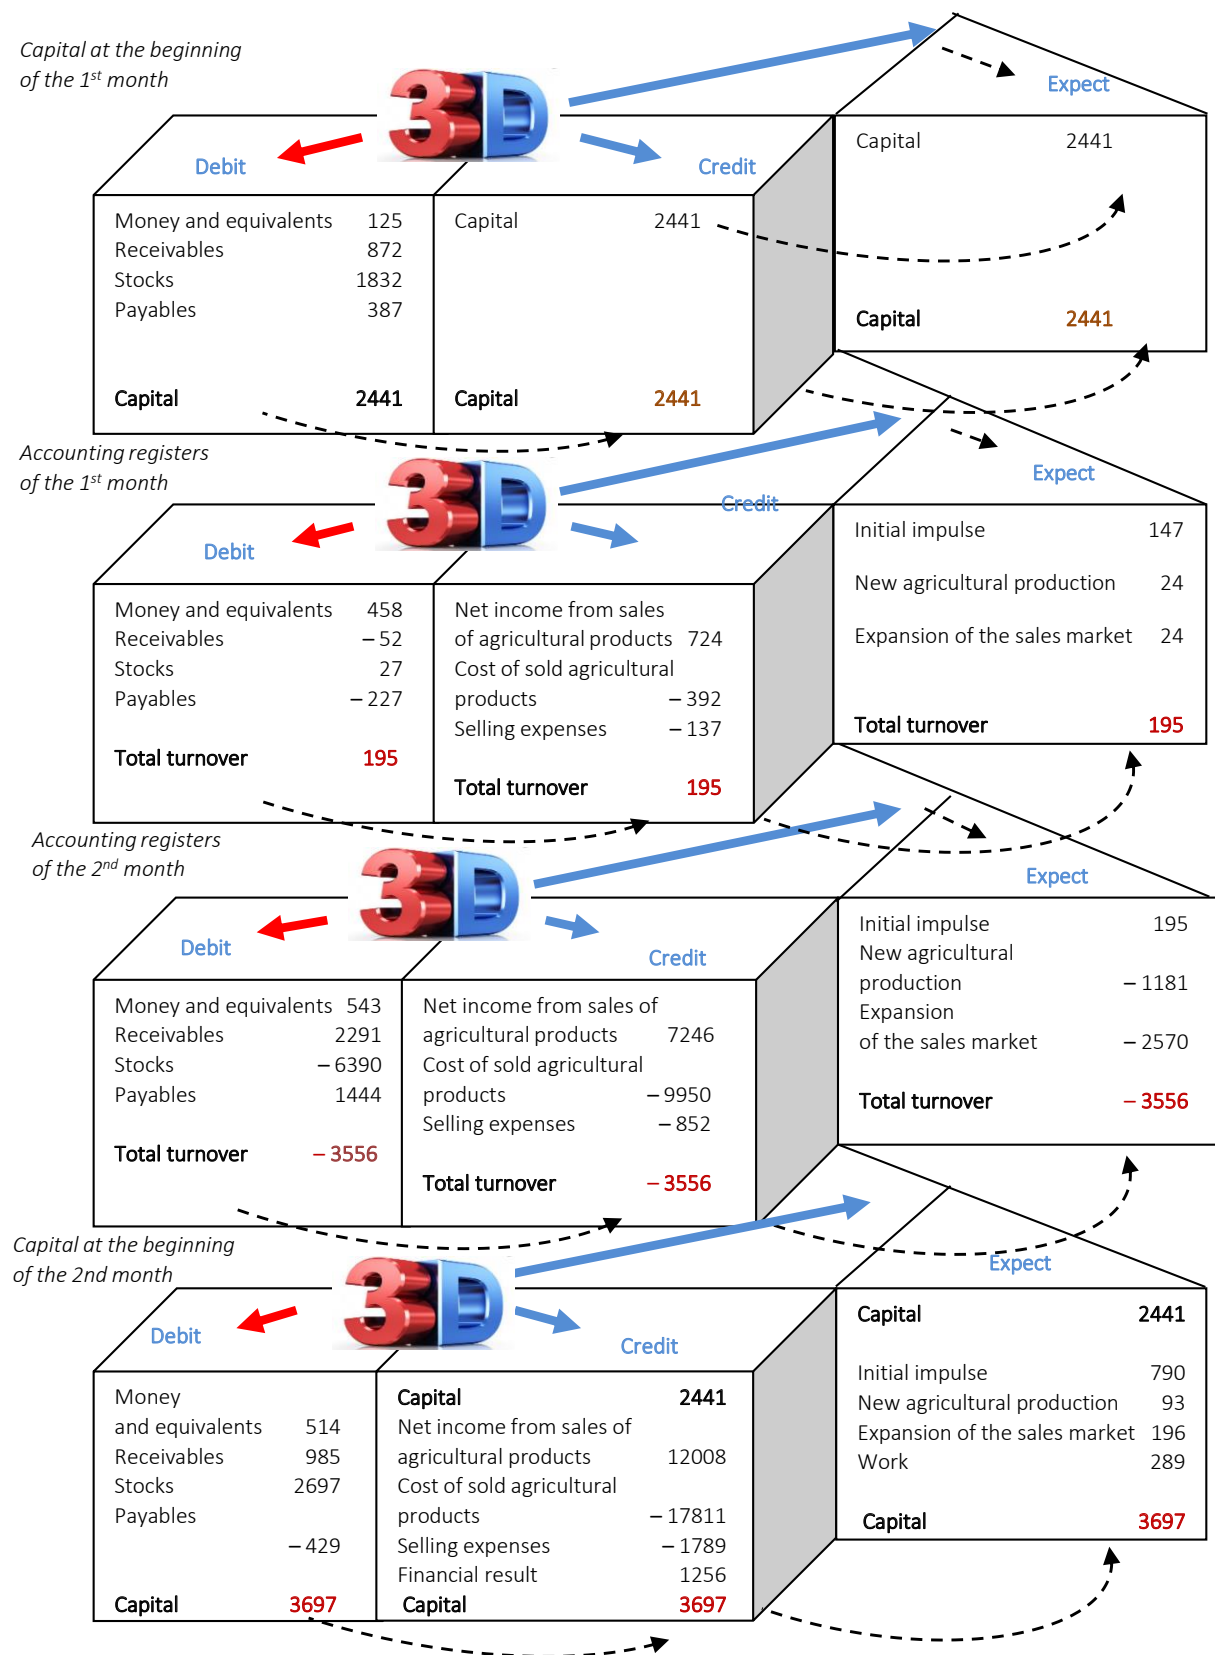 Capital at the beginning
of the 1st month
3D
Expect
Debit
Credit
Capital 2441
Capital 2441
Money and equivalents 125
Receivables 872
Stocks 1832
Payables 387
Capital 2441
Capital 2441
Capital 2441
Accounting registers
of the 1st month
3D
Expect
Debit
Credit
Money and equivalents 458
Receivables – 52
Stocks 27
Payables – 227
Total turnover 195
Net income from sales
of agricultural products 724
Cost of sold agricultural
products – 392
Selling expenses – 137
Total turnover 195
Initial impulse 147
New agricultural production 24
Expansion of the sales market 24
Total turnover 195
Accounting registers
of the 2nd month
3D
Expect
Debit
Credit
Money and equivalents 543
Receivables 2291
Stocks – 6390
Payables 1444
Total turnover – 3556
Net income from sales of
agricultural products 7246
Cost of sold agricultural
products – 9950
Selling expenses – 852
Total turnover – 3556
Initial impulse 195
New agricultural
production – 1181
Expansion
of the sales market – 2570
Total turnover – 3556
Capital at the beginning
of the 2nd month
3D
Expect
Debit
Credit
Money
and equivalents 514
Receivables 985
Stocks 2697
Payables
– 429
Capital 3697
Capital 2441
Net income from sales of
agricultural products 12008
Cost of sold agricultural
products – 17811
Selling expenses – 1789
Financial result 1256
Capital 3697
Capital 2441
Initial impulse 790
New agricultural production 93
Expansion of the sales market 196
Work 289
Capital 3697